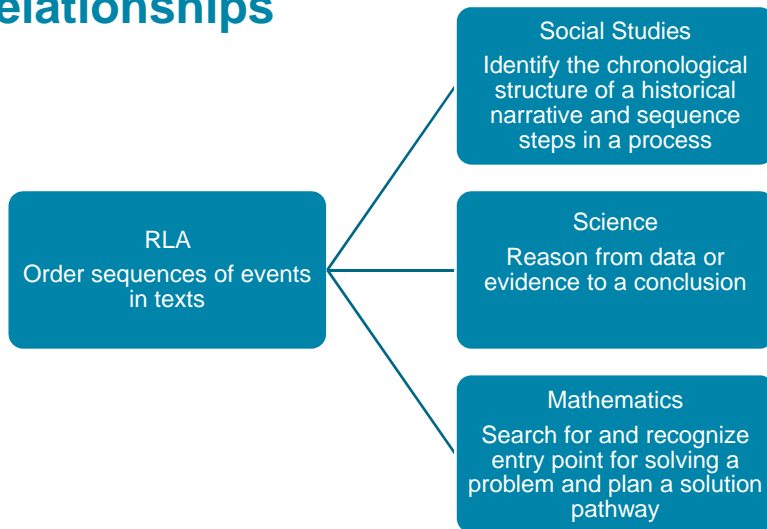 elationships
Social Studies
Identify the chronological
structure of a historical
narrative and sequence
steps in a process
RLA
Order sequences of events
in texts
Science
Reason from data or
evidence to a conclusion
Mathematics
Search for and recognize
entry point for solving a
problem and plan a solution
pathway